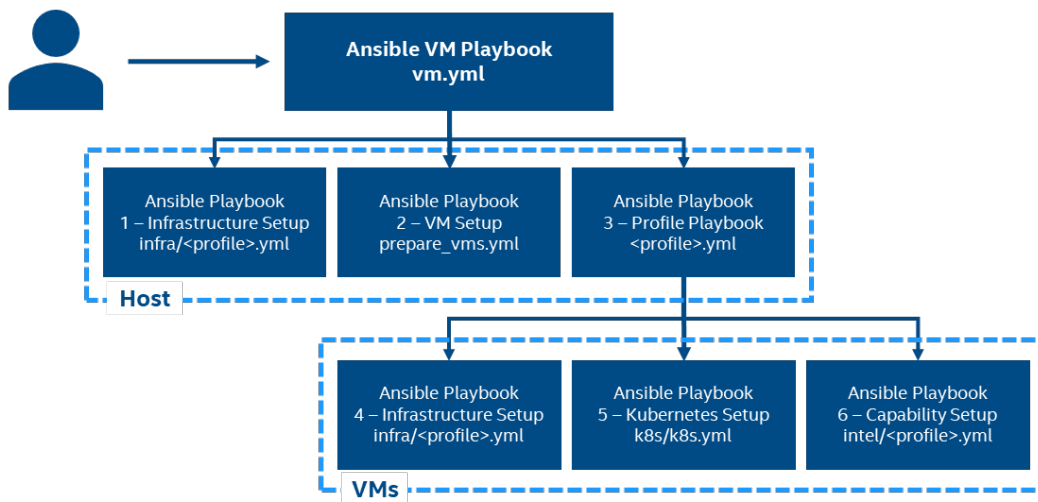 Ansible VM Playbook
vm.yml
Ansible Playbook
1 – Infrastructure Setup
infra/<profile>.yml
Ansible Playbook
2 – VM Setup
prepare_vms.yml
Ansible Playbook
3 – Profile Playbook
<profile>.yml
Host
Ansible Playbook
4 – Infrastructure Setup
infra/<profile>.yml
Ansible Playbook
5 – Kubernetes Setup
k8s/k8s.yml
Ansible Playbook
6 – Capability Setup
intel/<profile>.yml
VMs